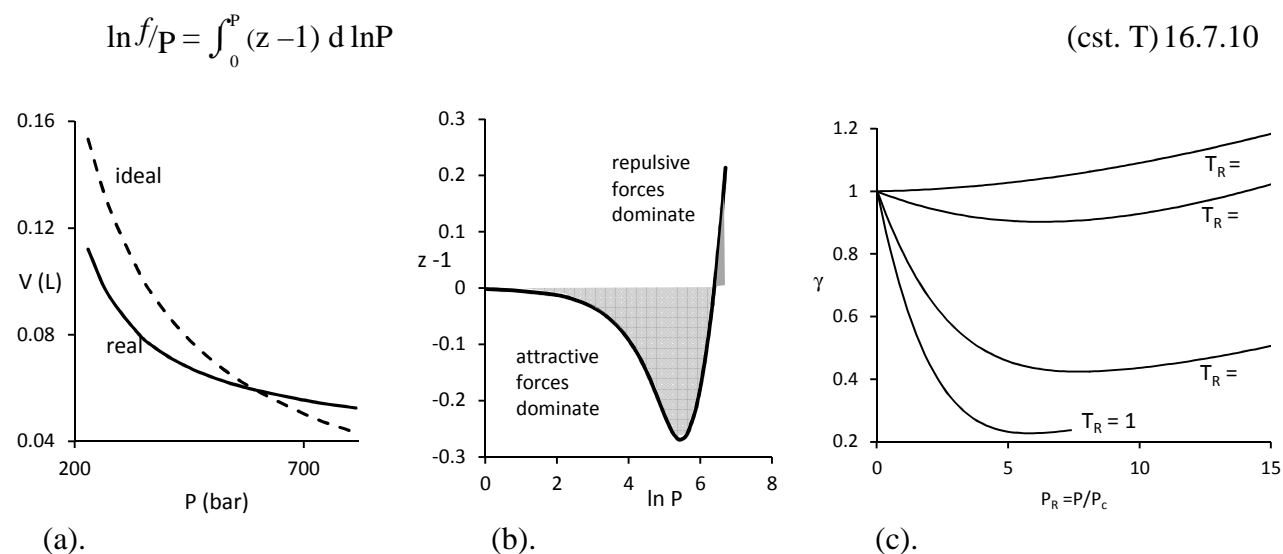 ln f/P = ∫₀ᴾ (z –1) d lnP (cst. T) 16.7.10
0.16
0.12
V (L)
0.08
0.04
ideal
real
200
700
P (bar)
(a).
0.3
0.2
0.1
z -1
0
-0.1
-0.2
-0.3
repulsive
forces
dominate
attractive
forces
dominate
0
2
4
6
8
ln P
(b).
1.2
1
0.8
γ
0.6
0.4
0.2
T_R =
T_R =
T_R =
T_R = 1
0
5
10
15
P_R =P/P_c
(c).